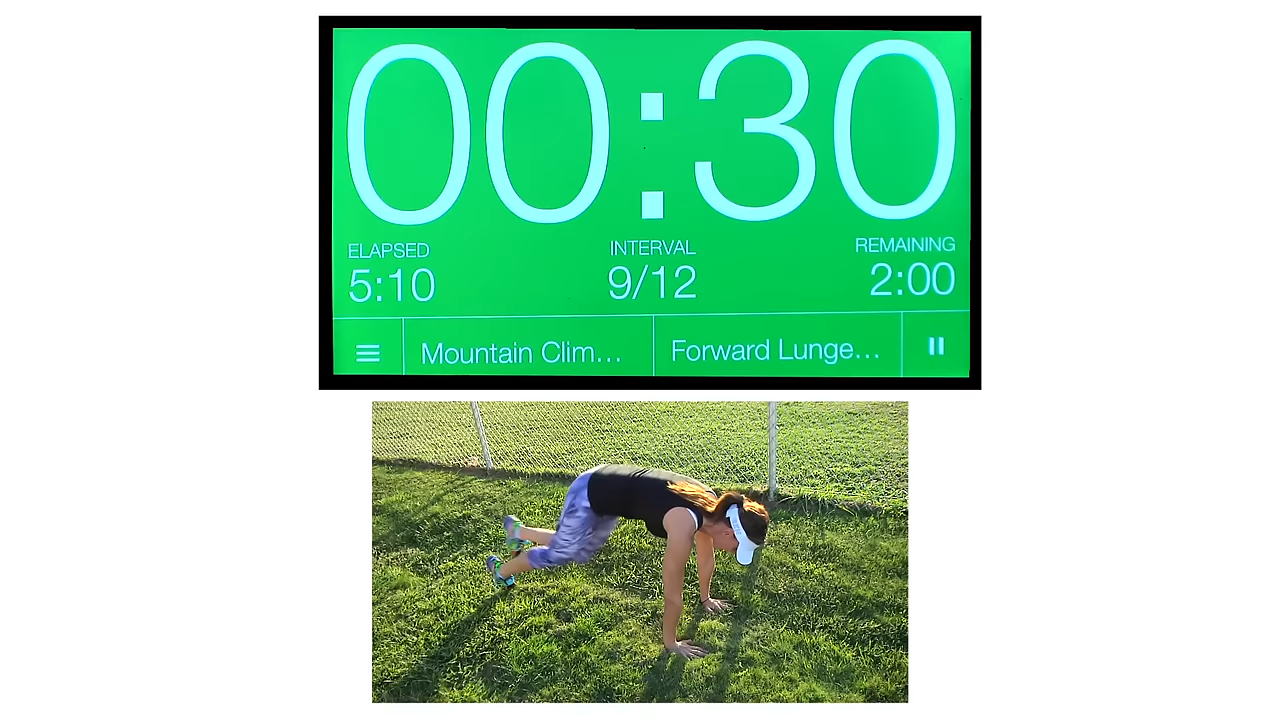 00:30
ELAPSED
INTERVAL
REMAINING
5:10
9/12
2:00
Mountain Clim...
Forward Lunge...